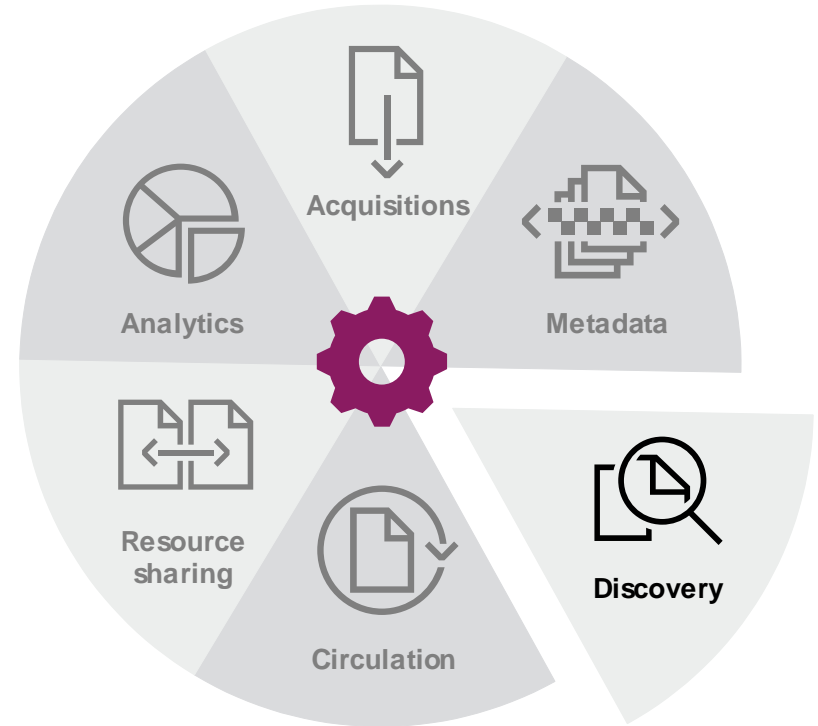 Acquisitions
Analytics
Metadata
Resource
sharing
Discovery
Circulation